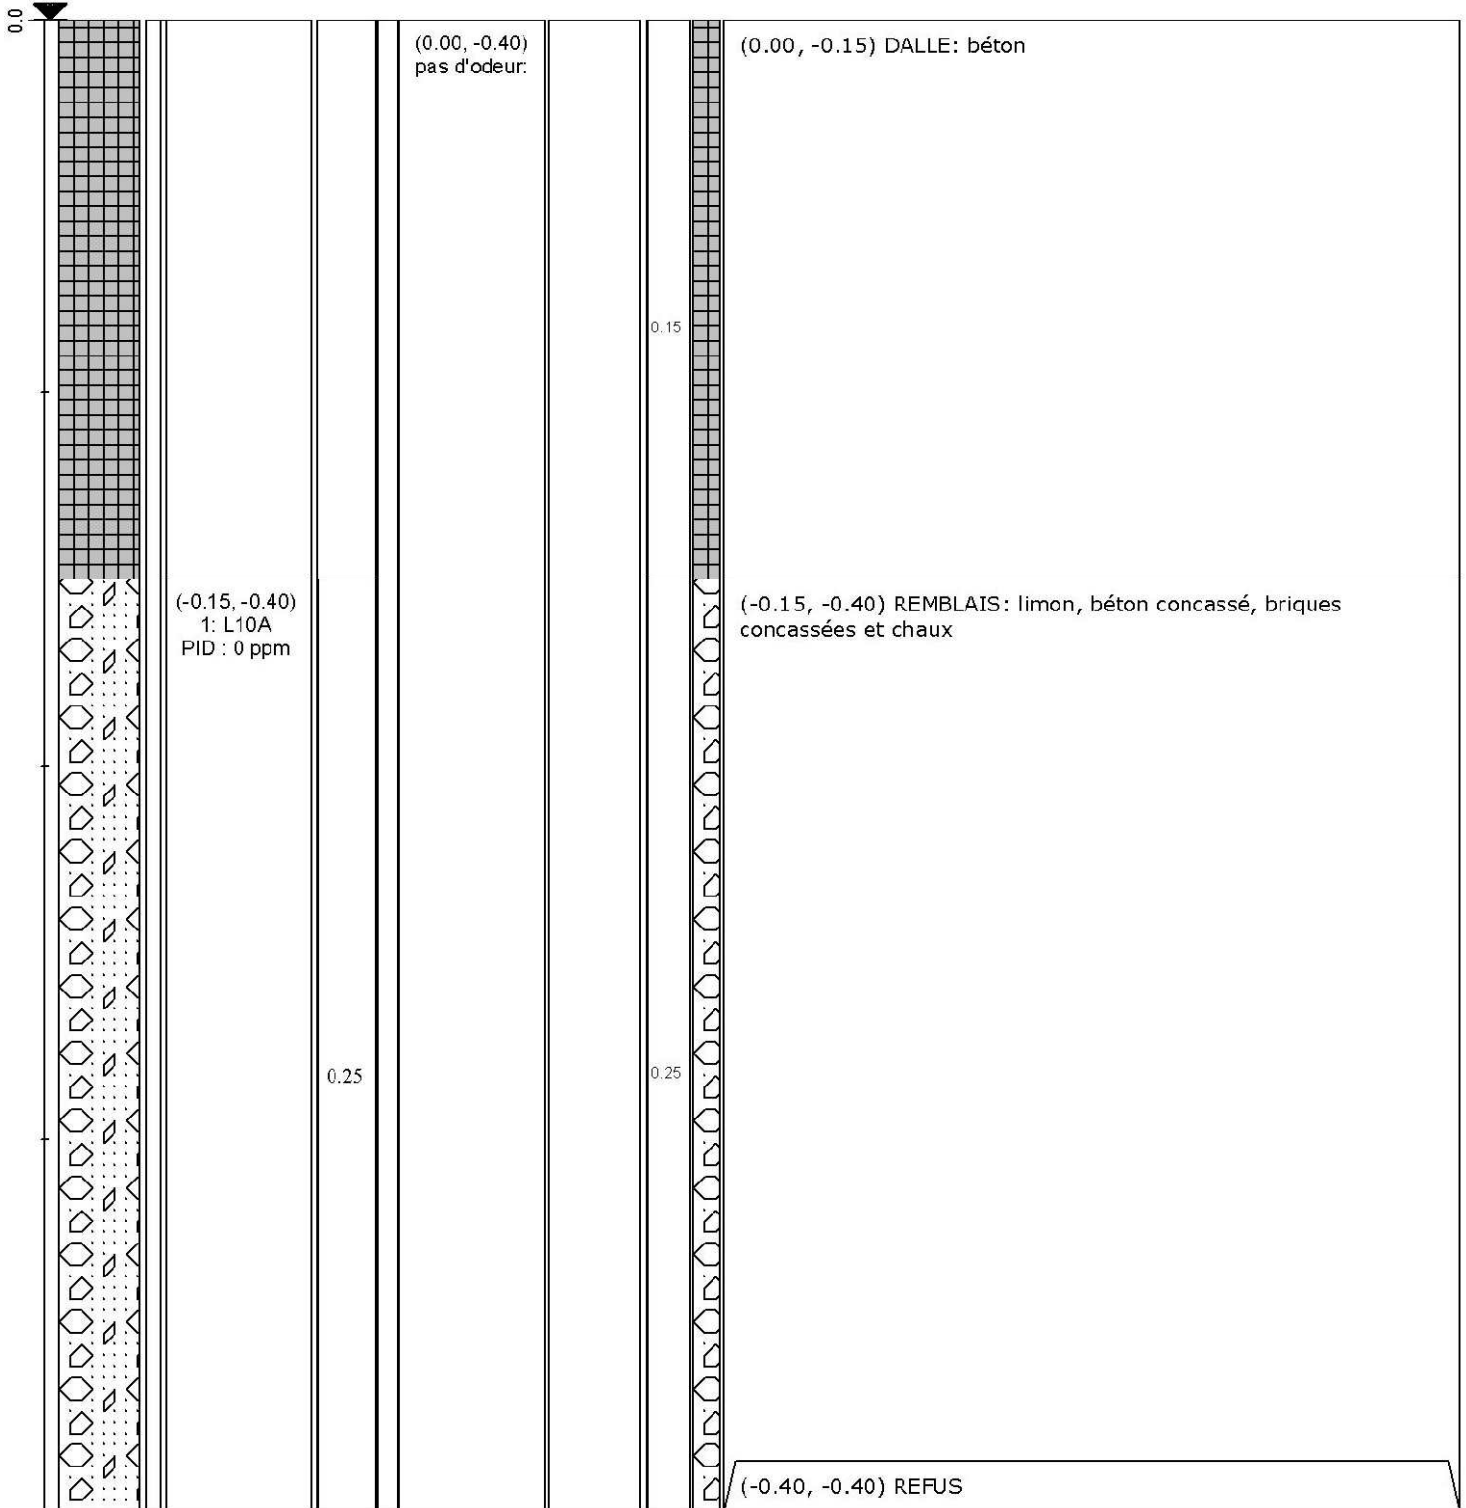 0.0
(0.00, -0.40)
pas d'odeur:
(0.00, -0.15) DALLE: béton
0.15
(-0.15, -0.40)
1: L10A
PID : 0 ppm
(-0.15, -0.40) REMBLAIS: limon, béton concassé, briques
concassées et chaux
0.25
0.25
(-0.40, -0.40) REFUS